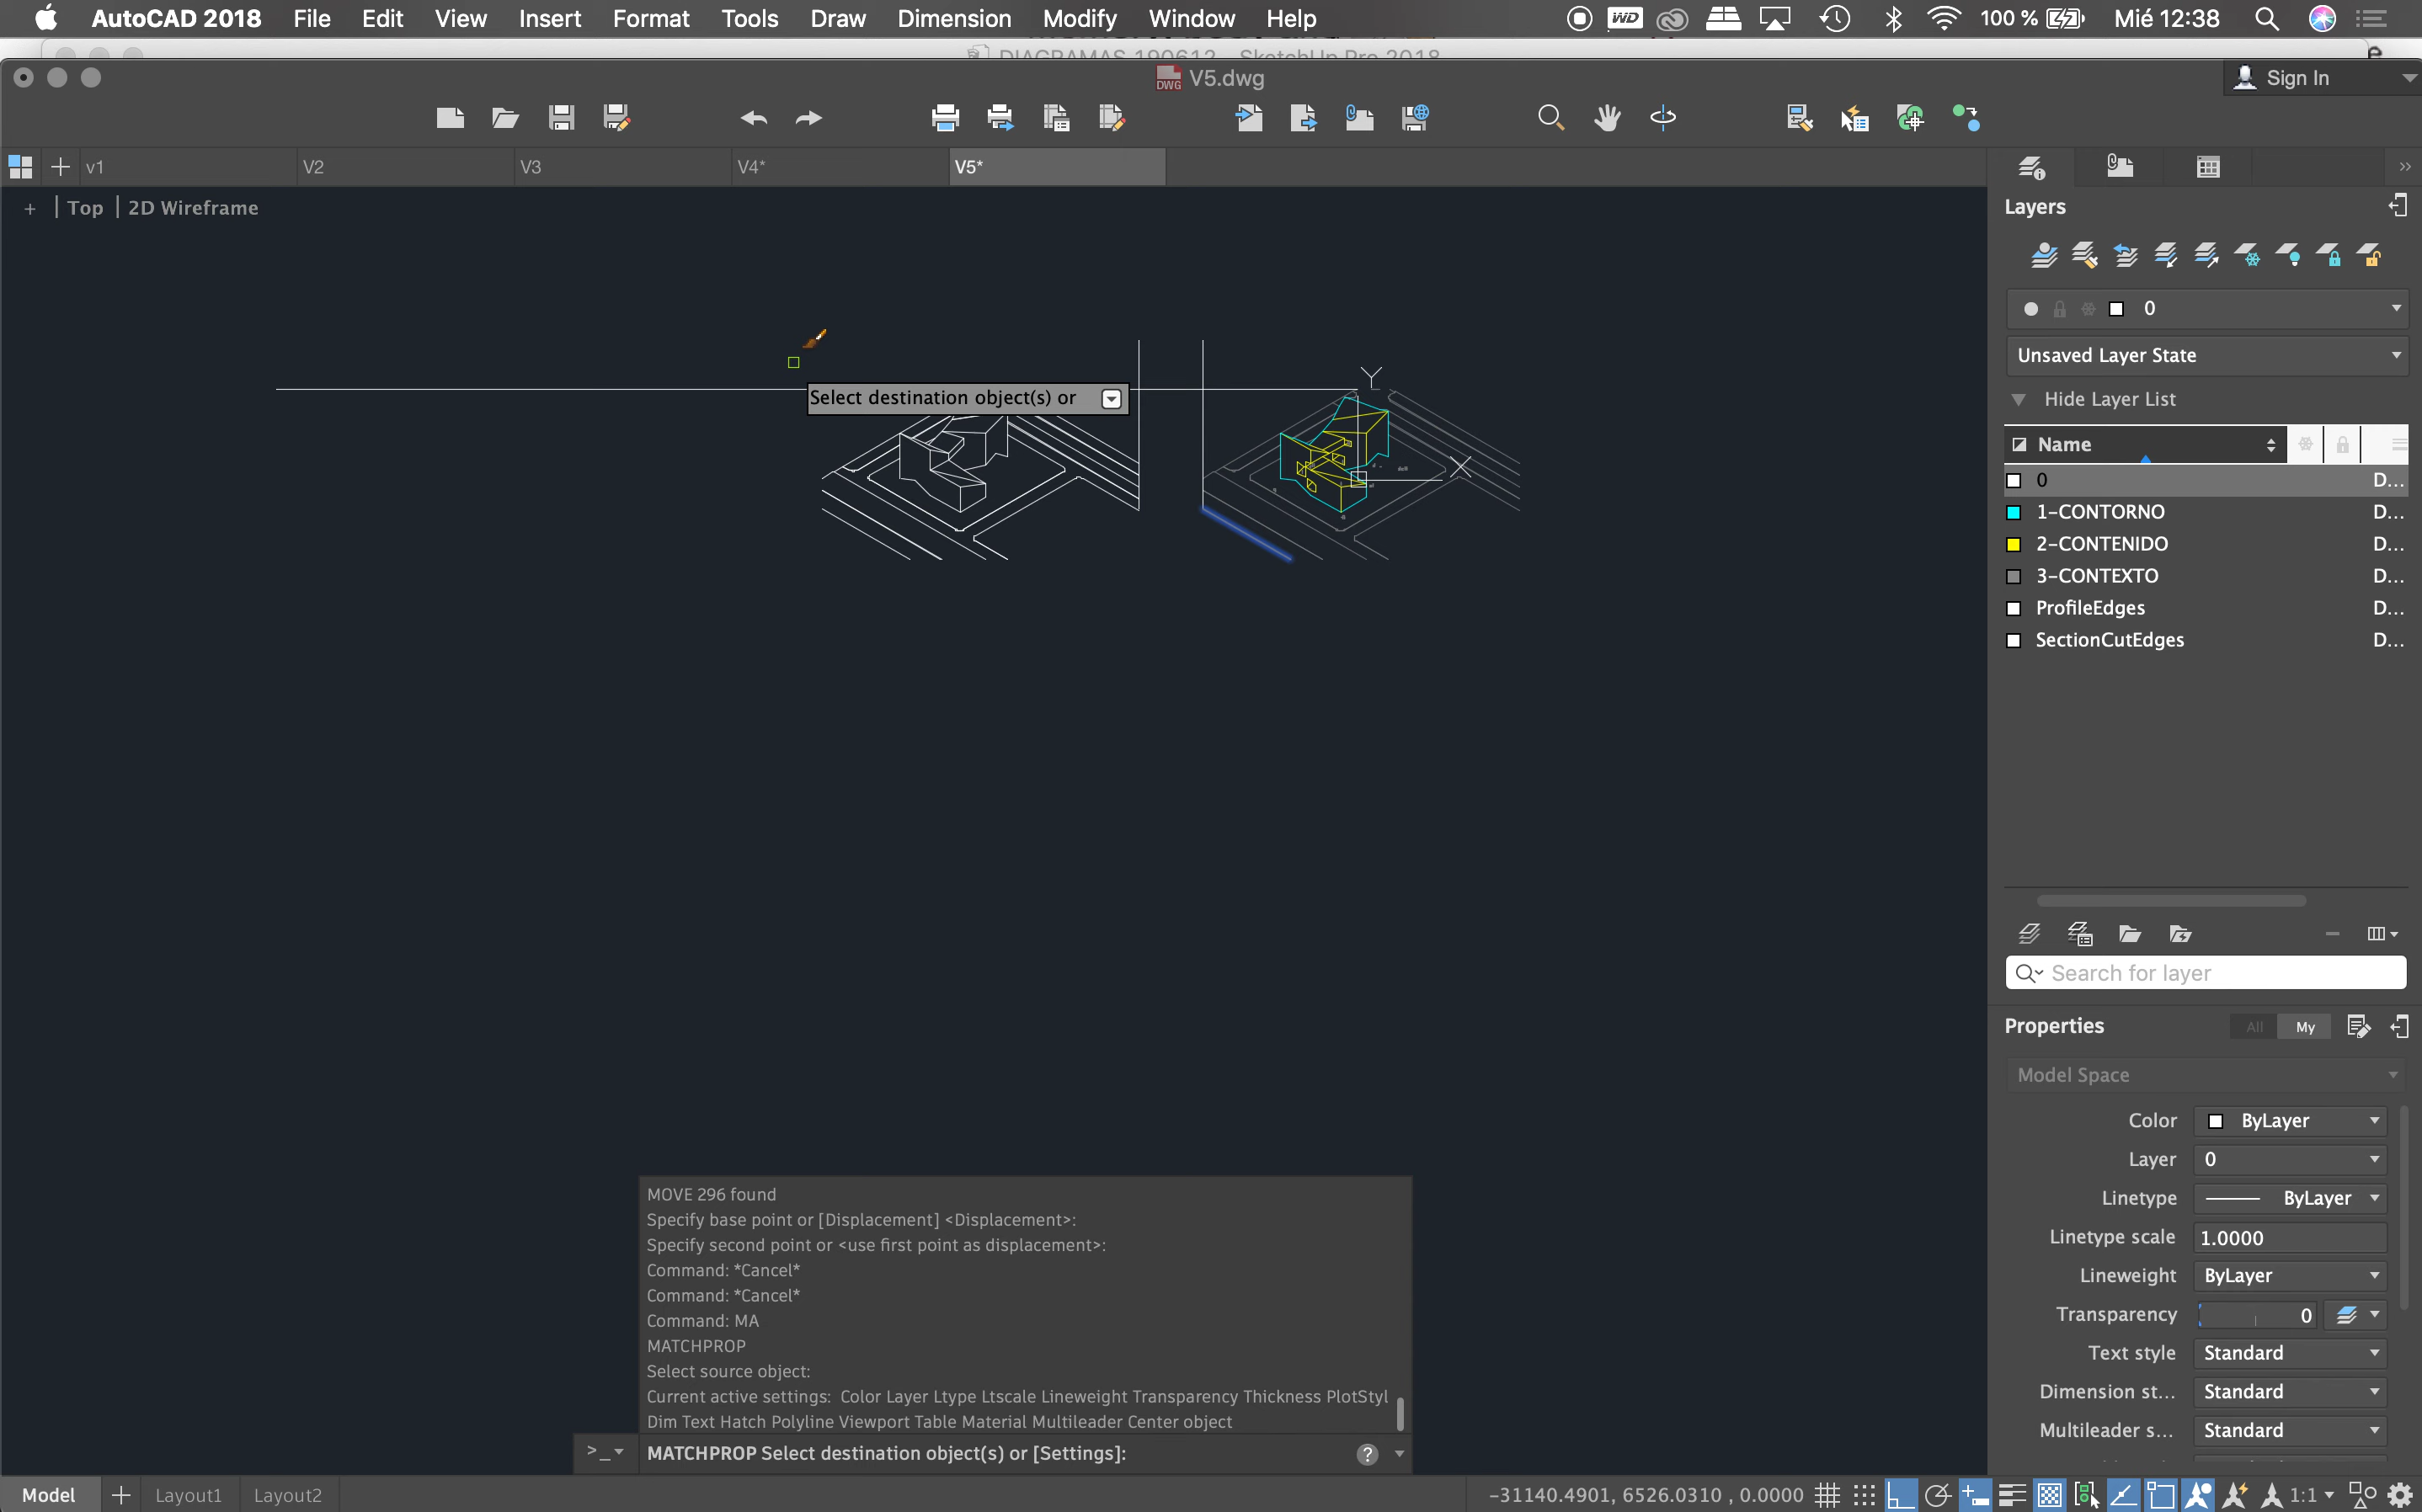 AutoCAD 2018 File Edit View Insert Format Tools Draw Dimension Modify Window Help WD 100 % Mié 12:38
DIAGRAMAS 190612 - SketchUp Pro 2018
DWG V5.dwg Sign In
v1 V2 V3 V4* V5*
+ | Top | 2D Wireframe
Layers
0
Unsaved Layer State
Hide Layer List
Name
0 D...
1-CONTORNO D...
2-CONTENIDO D...
3-CONTEXTO D...
ProfileEdges D...
SectionCutEdges D...
Y
Select destination object(s) or
X
Search for layer
Properties All My
Model Space
Color ByLayer
Layer 0
Linetype ByLayer
Linetype scale 1.0000
Lineweight ByLayer
Transparency 0
Text style Standard
Dimension st... Standard
Multileader s... Standard
MOVE 296 found
Specify base point or [Displacement] <Displacement>:
Specify second point or <use first point as displacement>:
Command: *Cancel*
Command: *Cancel*
Command: MA
MATCHPROP
Select source object:
Current active settings: Color Layer Ltype Ltscale Lineweight Transparency Thickness PlotStyl
Dim Text Hatch Polyline Viewport Table Material Multileader Center object
>_ MATCHPROP Select destination object(s) or [Settings]: ?
Model + Layout1 Layout2 -31140.4901, 6526.0310 , 0.0000 1:1